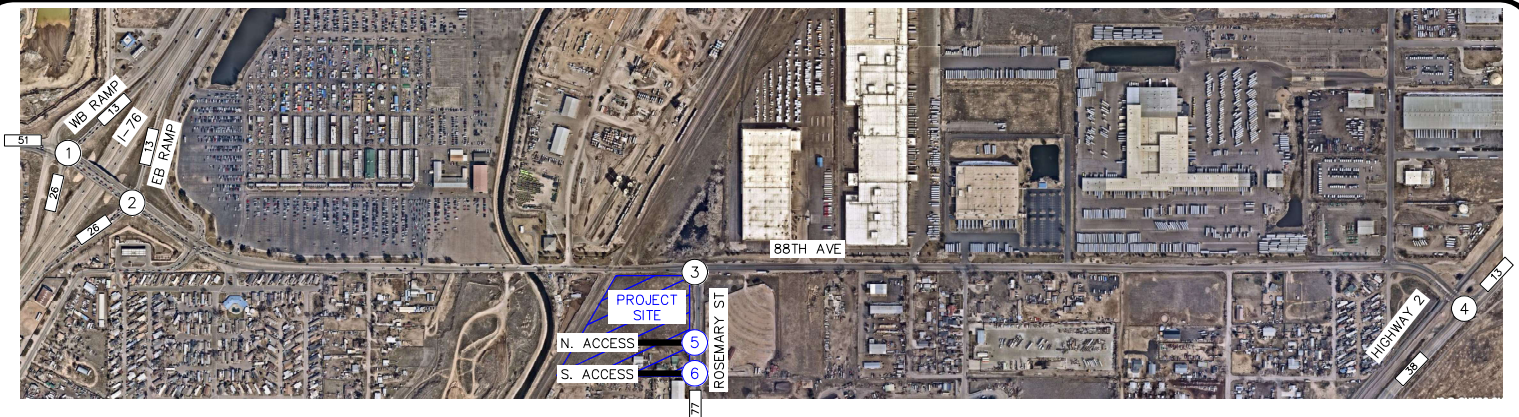 51
1
WB RAMP
13
I-76
13
EB RAMP
26
2
26
88TH AVE
3
PROJECT
SITE
N. ACCESS
5
S. ACCESS
6
ROSEMARY ST
77
HIGHWAY 2
4
13
38